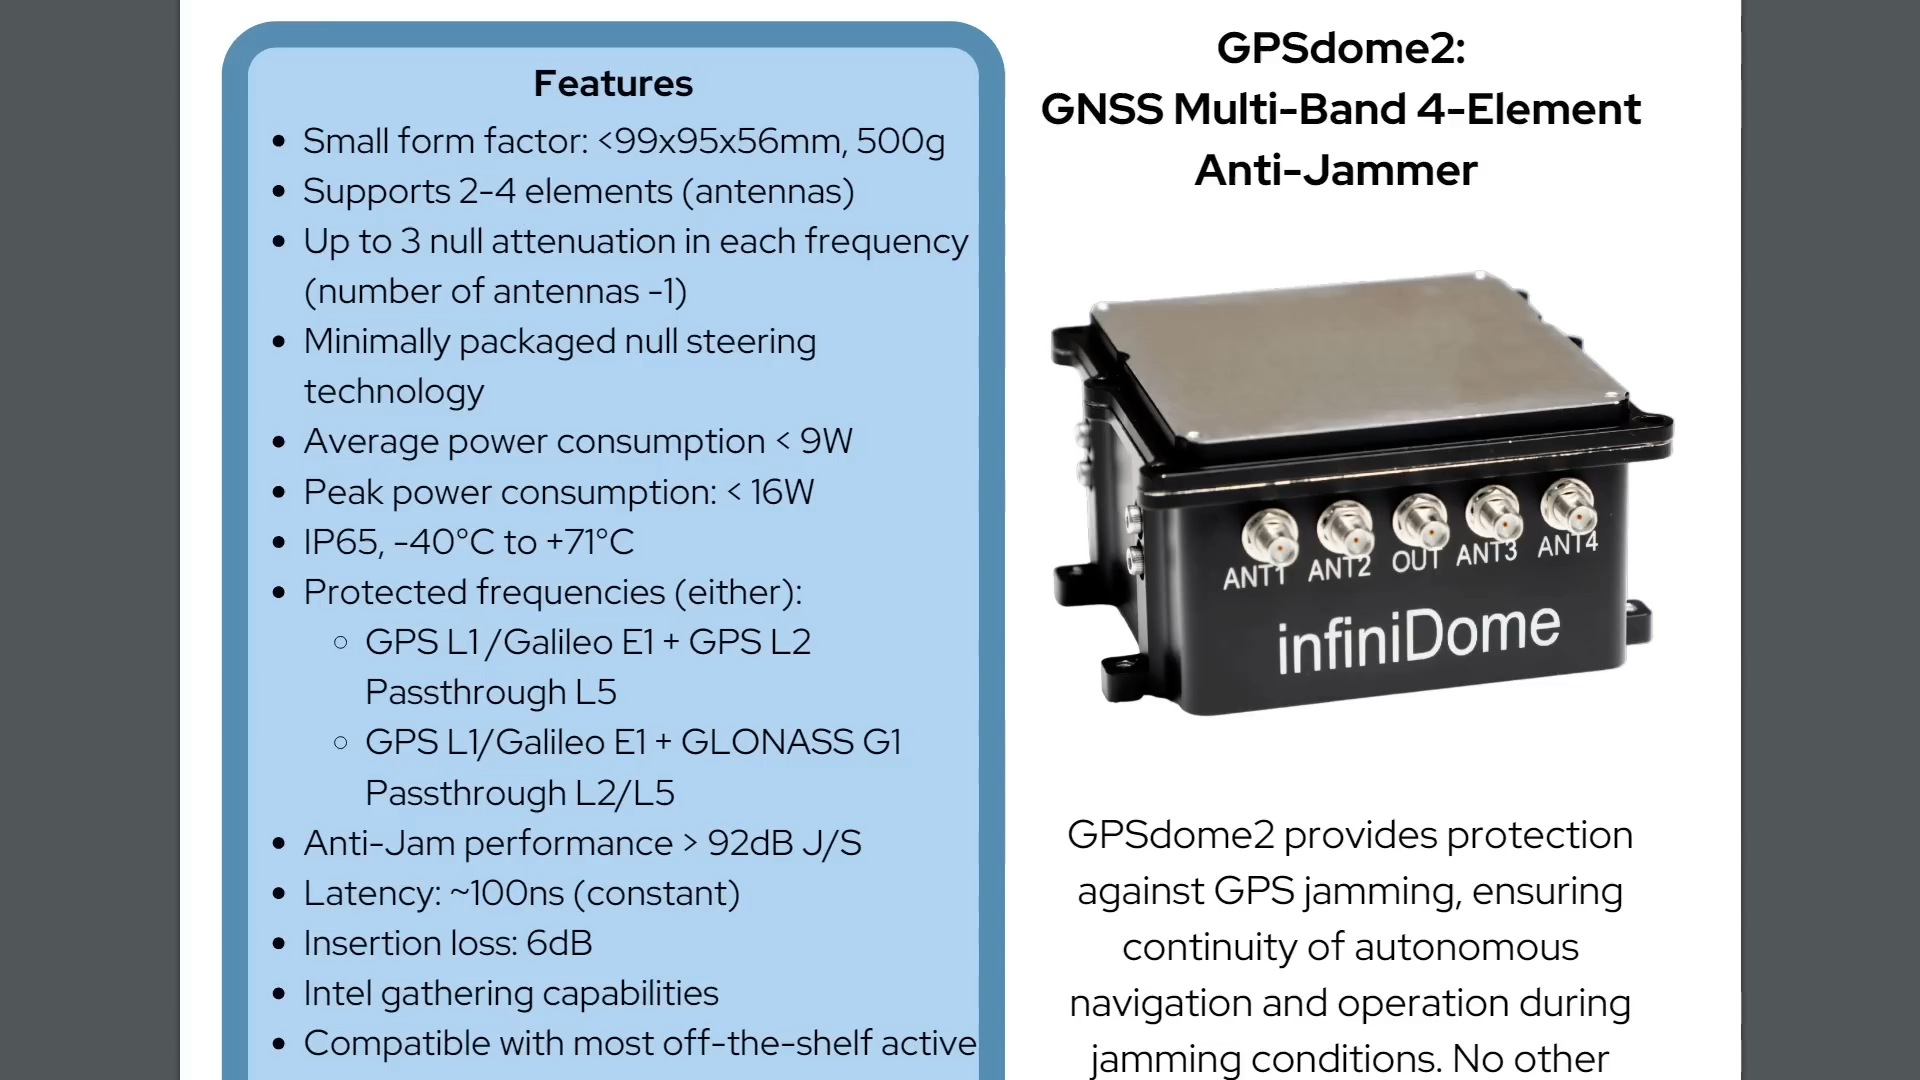 Features
Small form factor: <99x95x56mm, 500g
Supports 2-4 elements (antennas)
Up to 3 null attenuation in each frequency
(number of antennas -1)
Minimally packaged null steering
technology
Average power consumption < 9W
Peak power consumption: < 16W
IP65, -40°C to +71°C
Protected frequencies (either):
GPS L1 /Galileo E1 + GPS L2
Passthrough L5
GPS L1/Galileo E1 + GLONASS G1
Passthrough L2/L5
Anti-Jam performance > 92dB J/S
Latency: ~100ns (constant)
Insertion loss: 6dB
Intel gathering capabilities
Compatible with most off-the-shelf active
GPSdome2:
GNSS Multi-Band 4-Element
Anti-Jammer
ANT1 ANT2 OUT ANT3 ANT4
infiniDome
GPSdome2 provides protection
against GPS jamming, ensuring
continuity of autonomous
navigation and operation during
jamming conditions. No other